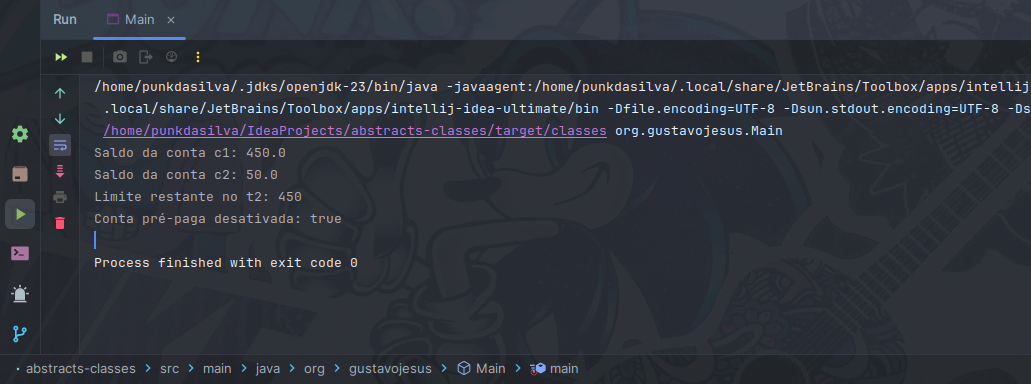 Run Main
/home/punkdasilva/.jdks/openjdk-23/bin/java -javaagent:/home/punkdasilva/.local/share/JetBrains/Toolbox/apps/intellij
.local/share/JetBrains/Toolbox/apps/intellij-idea-ultimate/bin -Dfile.encoding=UTF-8 -Dsun.stdout.encoding=UTF-8 -Ds
/home/punkdasilva/IdeaProjects/abstracts-classes/target/classes org.gustavojesus.Main
Saldo da conta c1: 450.0
Saldo da conta c2: 50.0
Limite restante no t2: 450
Conta pré-paga desativada: true
Process finished with exit code 0
abstracts-classes > src > main > java > org > gustavojesus > Main > main